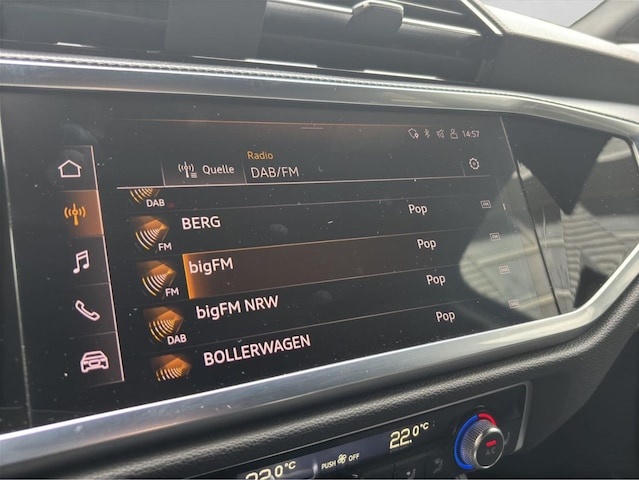 14:57
Radio
Quelle DAB/FM
DAB
BERG Pop
FM
bigFM Pop
FM
bigFM NRW Pop
DAB
BOLLERWAGEN Pop
22.0°C
PUSH OFF
22.0°C
A/C